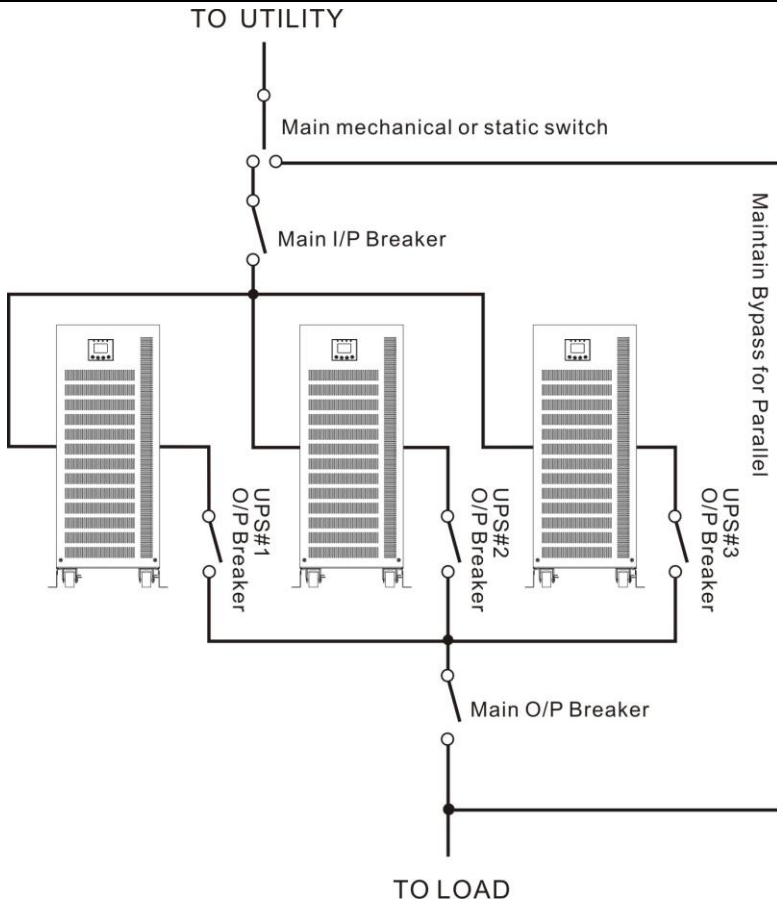 TO UTILITY
Main mechanical or static switch
Main I/P Breaker
Maintain Bypass for Parallel
UPS#1
O/P Breaker
UPS#2
O/P Breaker
UPS#3
O/P Breaker
Main O/P Breaker
TO LOAD